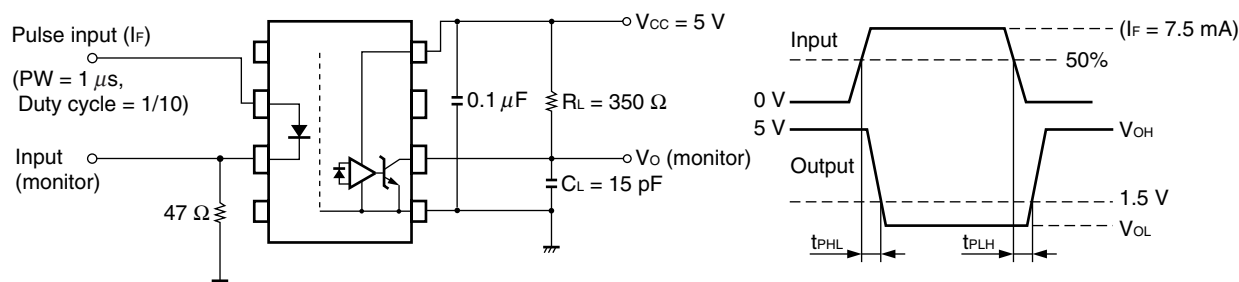 Pulse input (IF)
(PW = 1 μs,
Duty cycle = 1/10)
Input
(monitor)
47 Ω
VCC = 5 V
0.1 μF
RL = 350 Ω
VO (monitor)
CL = 15 pF
Input
(IF = 7.5 mA)
50%
0 V
5 V
VOH
Output
1.5 V
VOL
tPHL
tPLH